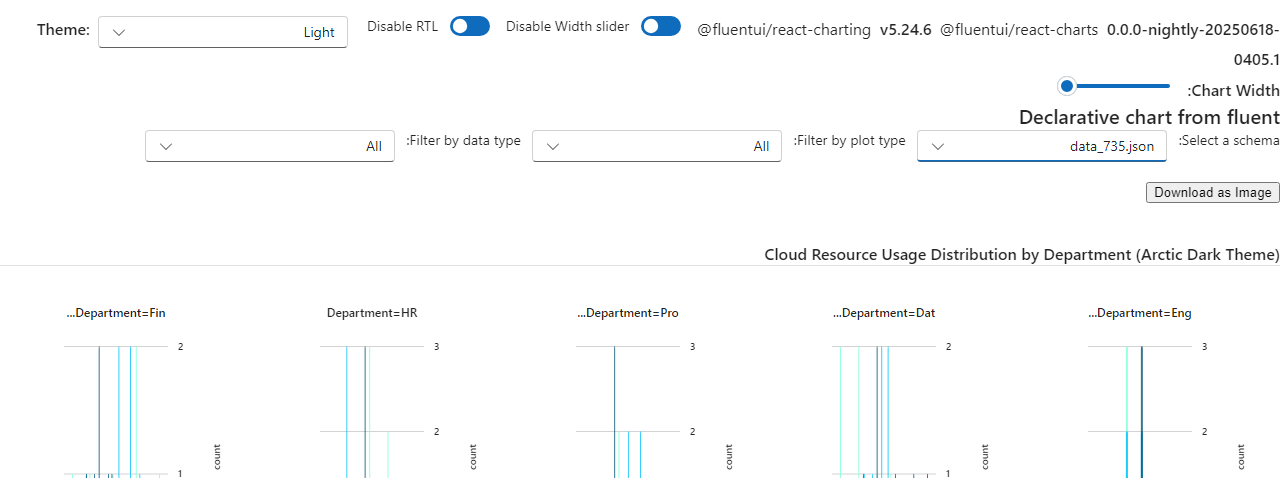 Theme: Light Disable RTL Disable Width slider @fluentui/react-charting v5.24.6 @fluentui/react-charts 0.0.0-nightly-20250618-
0405.1
:Chart Width
Declarative chart from fluent
:Select a schema data_735.json :Filter by plot type All :Filter by data type All
Download as Image
Cloud Resource Usage Distribution by Department (Arctic Dark Theme)
...Department=Fin Department=HR ...Department=Pro ...Department=Dat ...Department=Eng
2 3 3 2 3
2 2 2
count count count count count
1 1